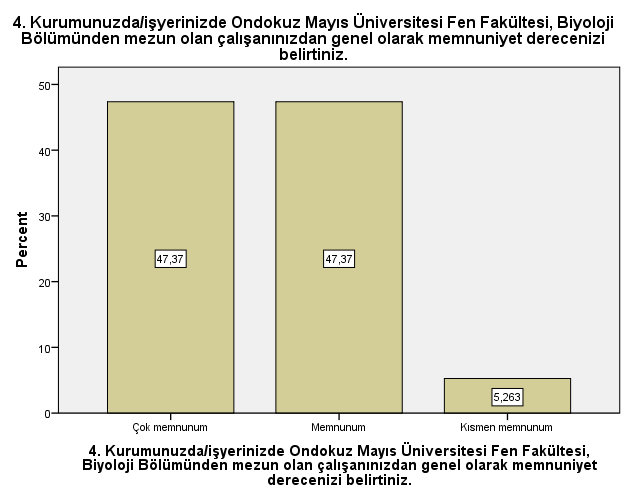 4. Kurumunuzda/işyerinizde Ondokuz Mayıs Üniversitesi Fen Fakültesi, Biyoloji
Bölümünden mezun olan çalışanınızdan genel olarak memnuniyet derecenizi
belirtiniz.
Percent
50
40
30
20
10
0
47,37
47,37
5,263
Çok memnunum
Memnunum
Kısmen memnunum
4. Kurumunuzda/işyerinizde Ondokuz Mayıs Üniversitesi Fen Fakültesi,
Biyoloji Bölümünden mezun olan çalışanınızdan genel olarak memnuniyet
derecenizi belirtiniz.